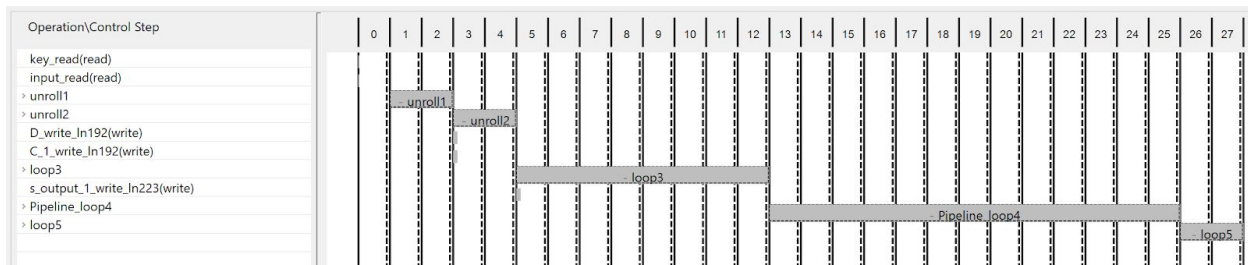 Operation\Control Step
0 1 2 3 4 5 6 7 8 9 10 11 12 13 14 15 16 17 18 19 20 21 22 23 24 25 26 27
key_read(read)
input_read(read)
> unroll1
- unroll1
> unroll2
- unroll2
D_write_ln192(write)
C_1_write_ln192(write)
> loop3
- loop3
s_output_1_write_ln223(write)
> Pipeline_loop4
- Pipeline_loop4
> loop5
- loop5